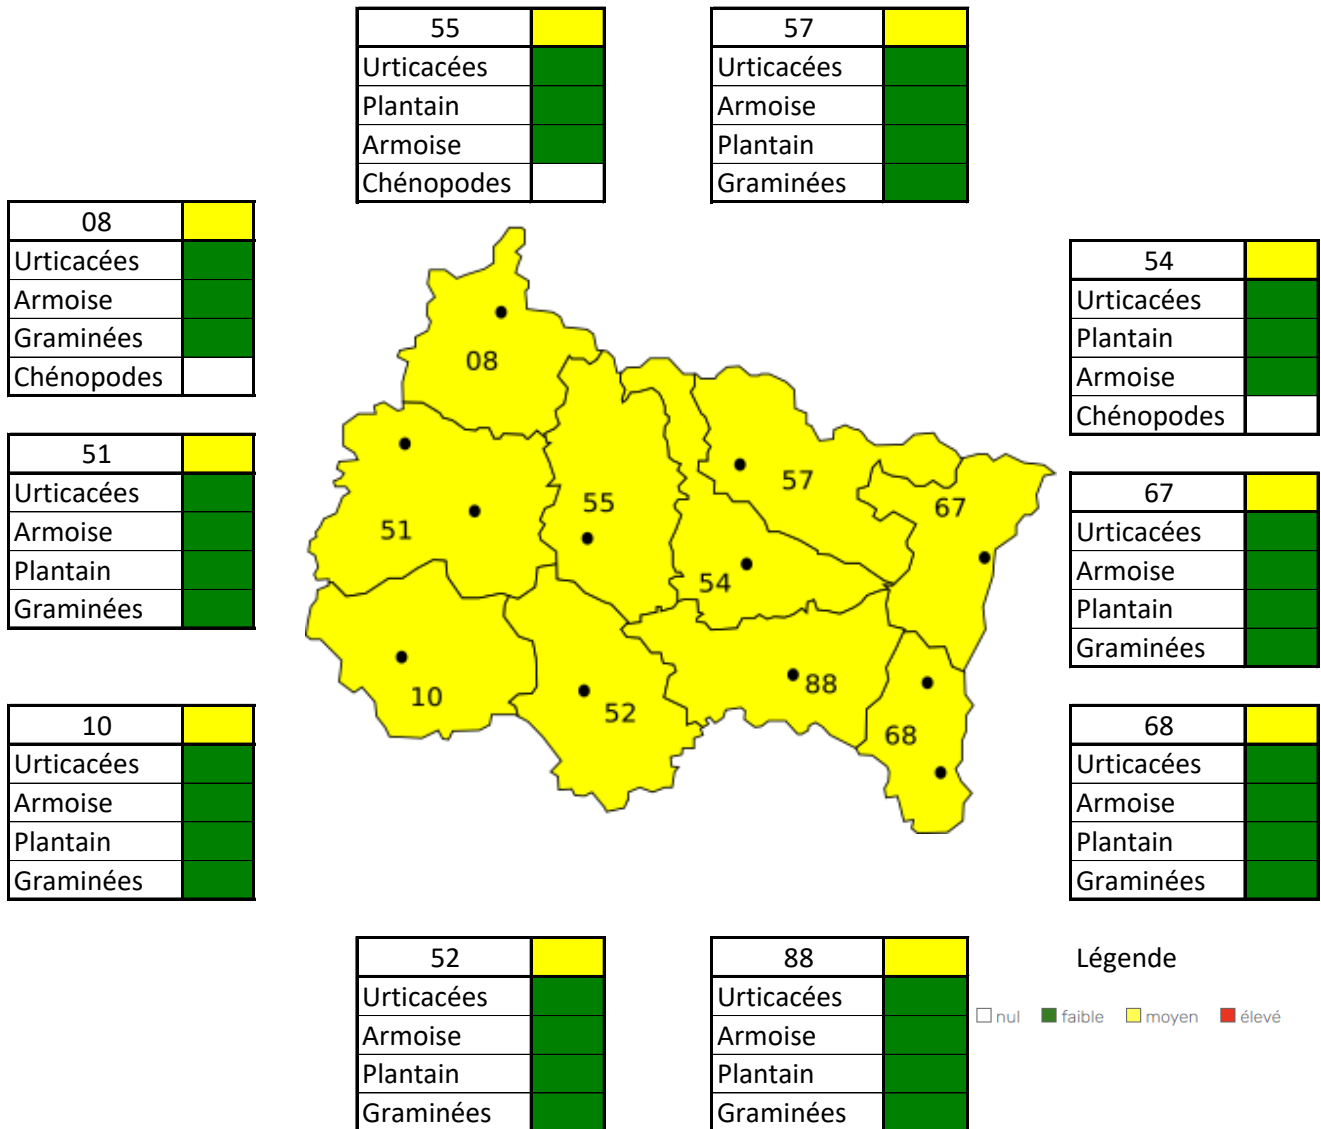 55
Urticacées
Plantain
Armoise
Chénopodes
57
Urticacées
Armoise
Plantain
Graminées
08
Urticacées
Armoise
Graminées
Chénopodes
54
Urticacées
Plantain
Armoise
Chénopodes
51
Urticacées
Armoise
Plantain
Graminées
67
Urticacées
Armoise
Plantain
Graminées
10
Urticacées
Armoise
Plantain
Graminées
68
Urticacées
Armoise
Plantain
Graminées
08
57
55
67
51
54
88
10
52
68
52
Urticacées
Armoise
Plantain
Graminées
88
Urticacées
Armoise
Plantain
Graminées
Légende
nul faible moyen élevé